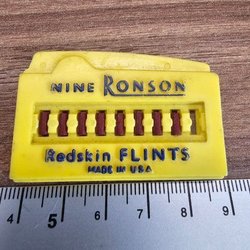 NINE RONSON
Redskin FLINTS
MADE IN USA
4 5 6 7 8 9